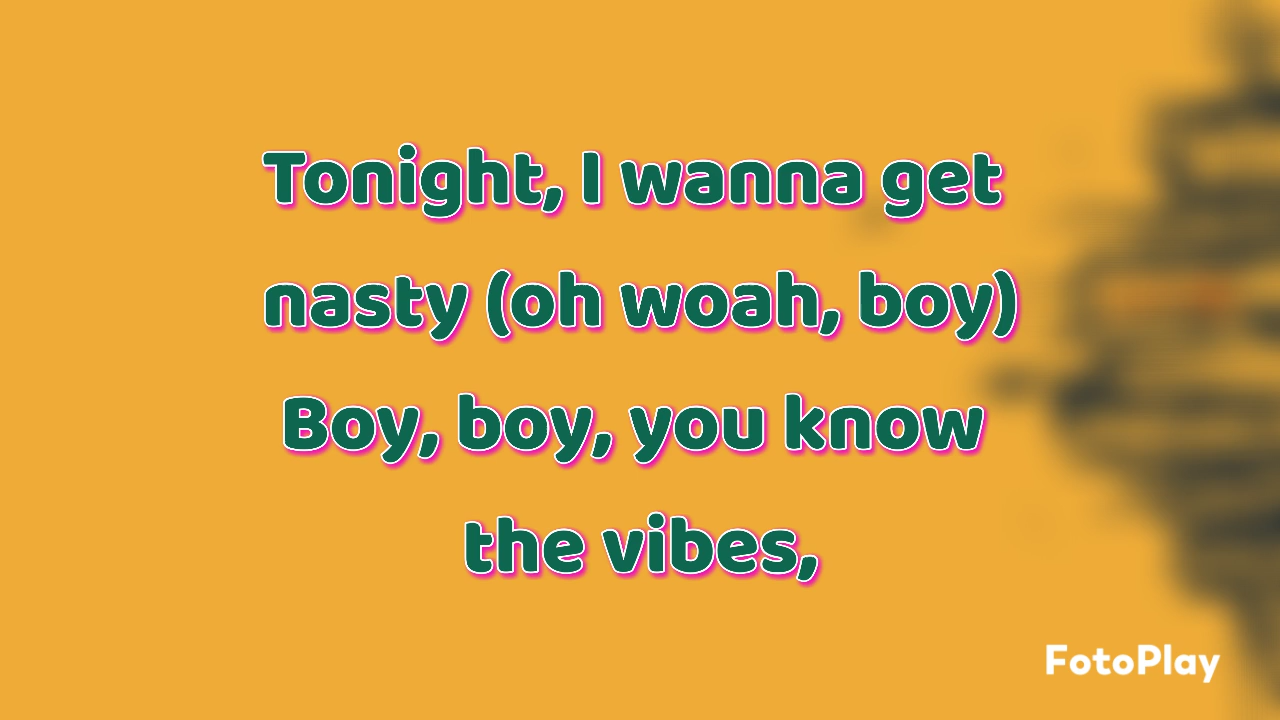 Tonight, I wanna get
nasty (oh woah, boy)
Boy, boy, you know
the vibes,
FotoPlay